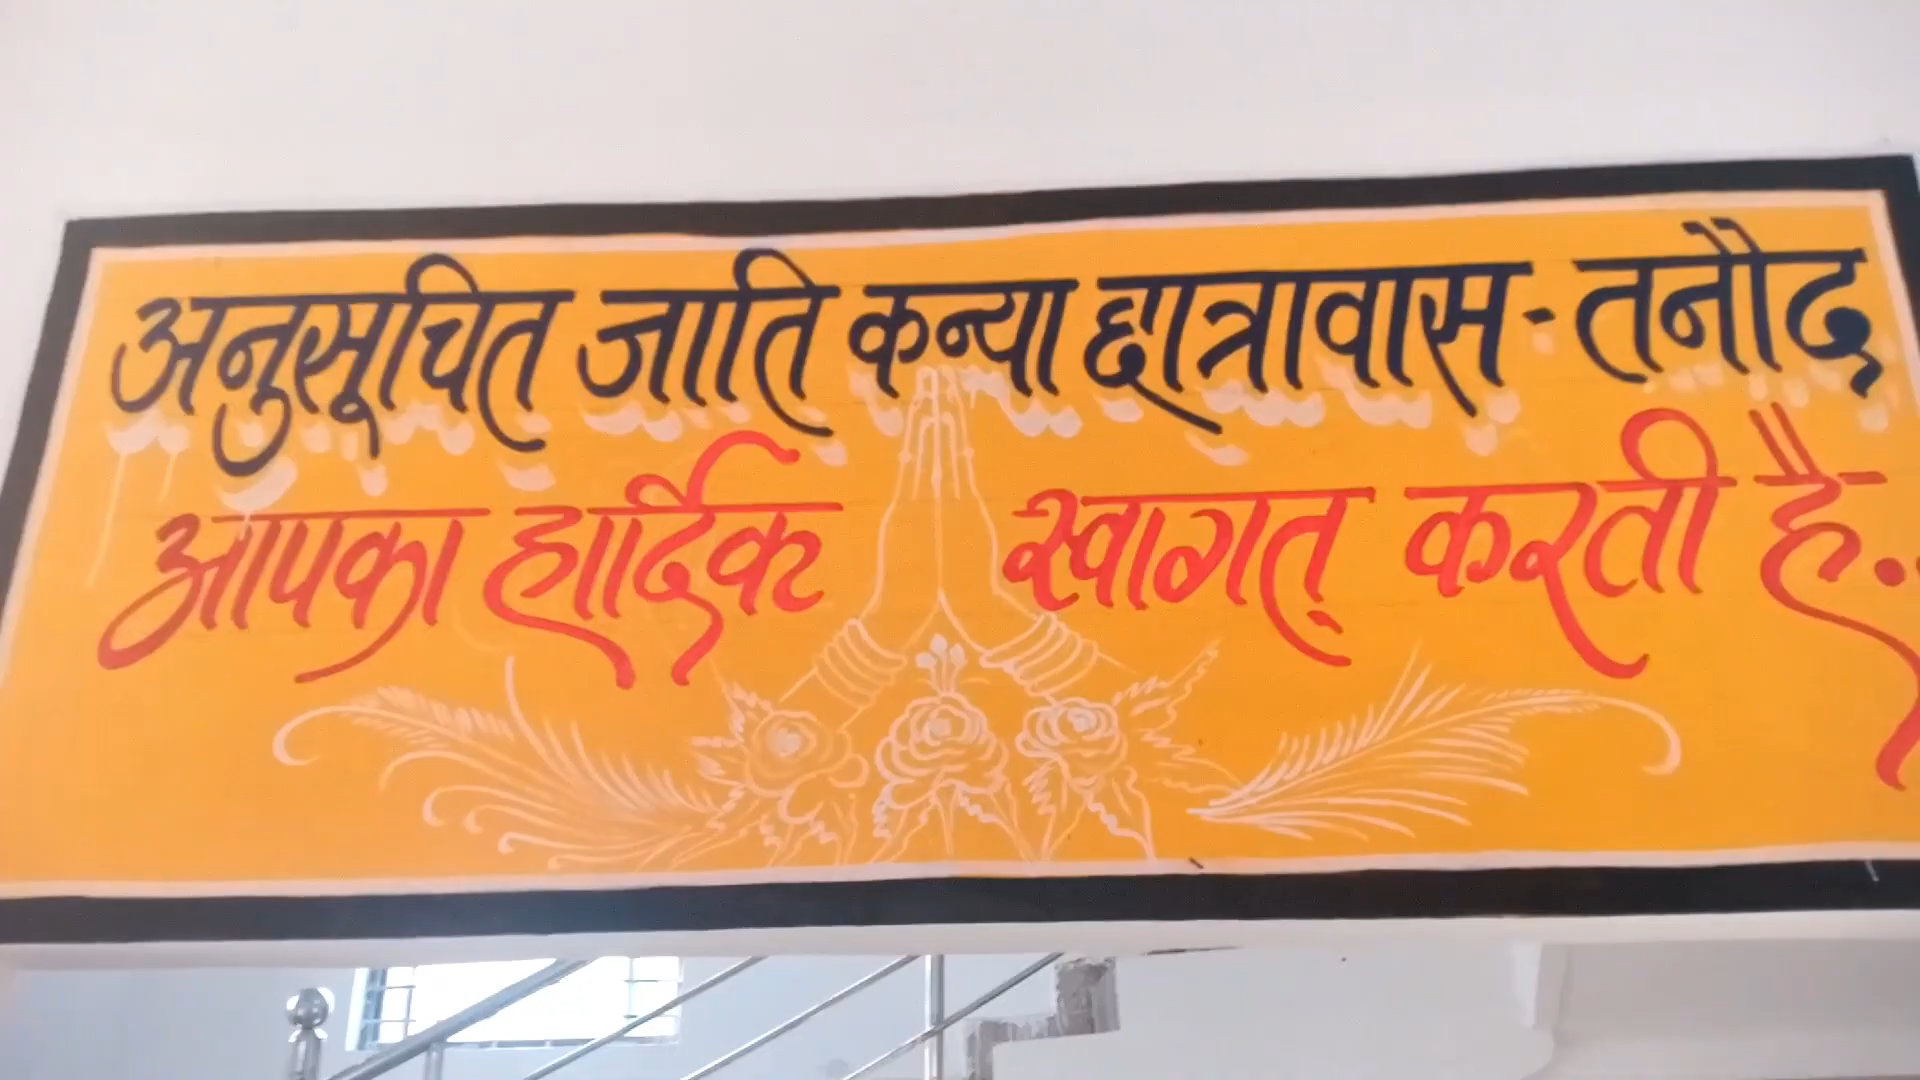 अनुसूचित जाति कन्या छात्रावास - तनौद
आपका हार्दिक स्वागत् करती है.